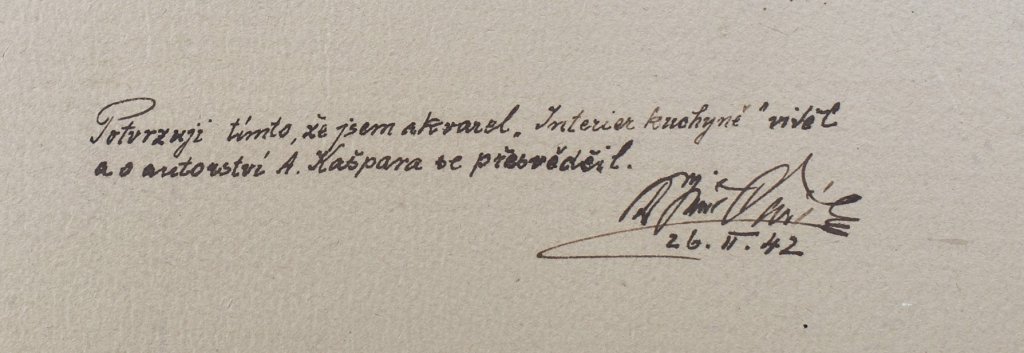 Potvrzuji tímto, že jsem akvarel „Interier kuchyně" viděl
a o autorství A. Kašpara se přesvědčil.
26. II. 42